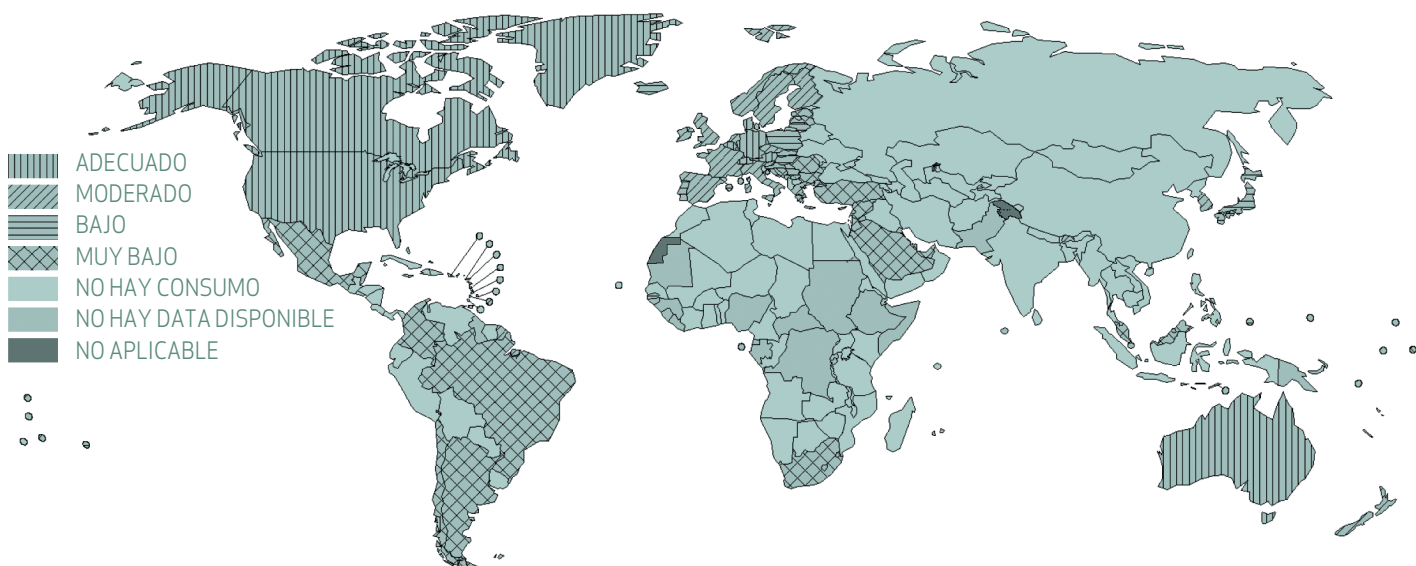 ADECUADO
MODERADO
BAJO
MUY BAJO
NO HAY CONSUMO
NO HAY DATA DISPONIBLE
NO APLICABLE